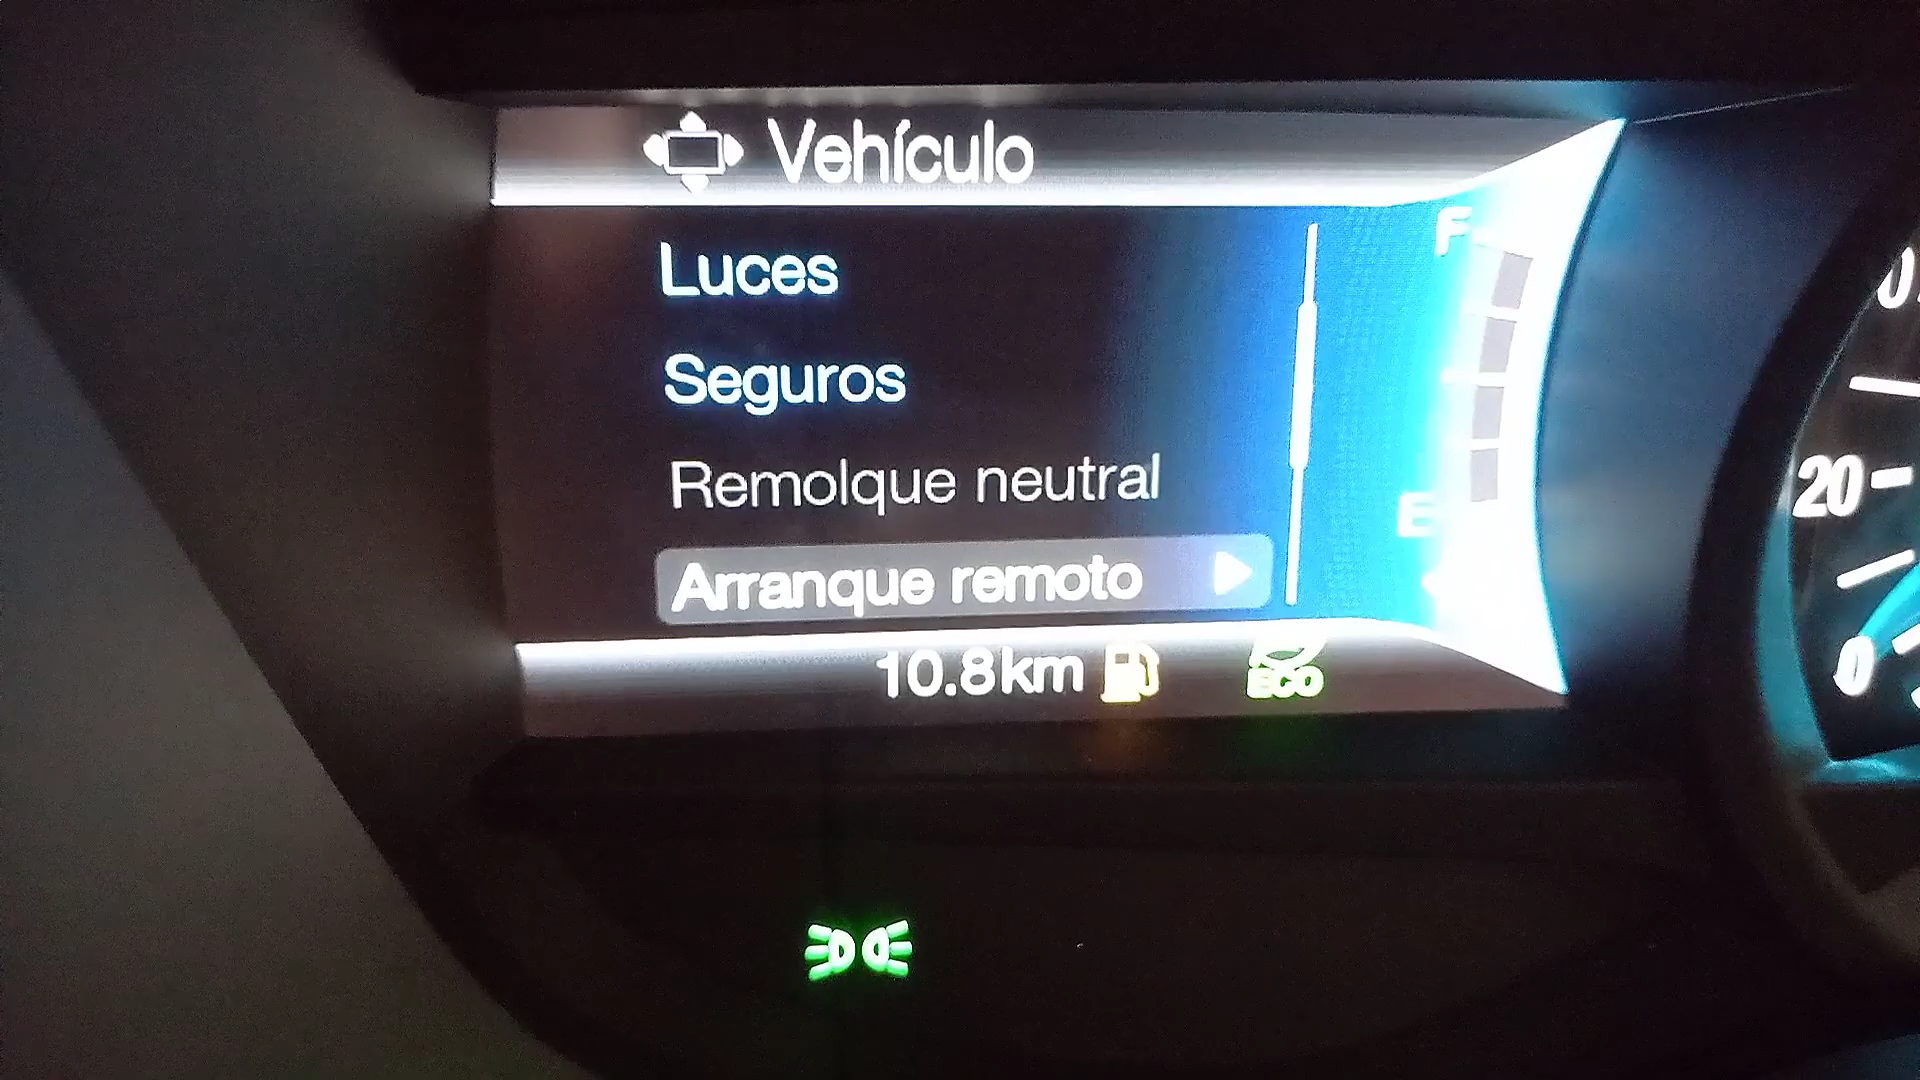 Vehículo
Luces
Seguros
Remolque neutral
Arranque remoto
F
E
10.8km
ECO
20
0